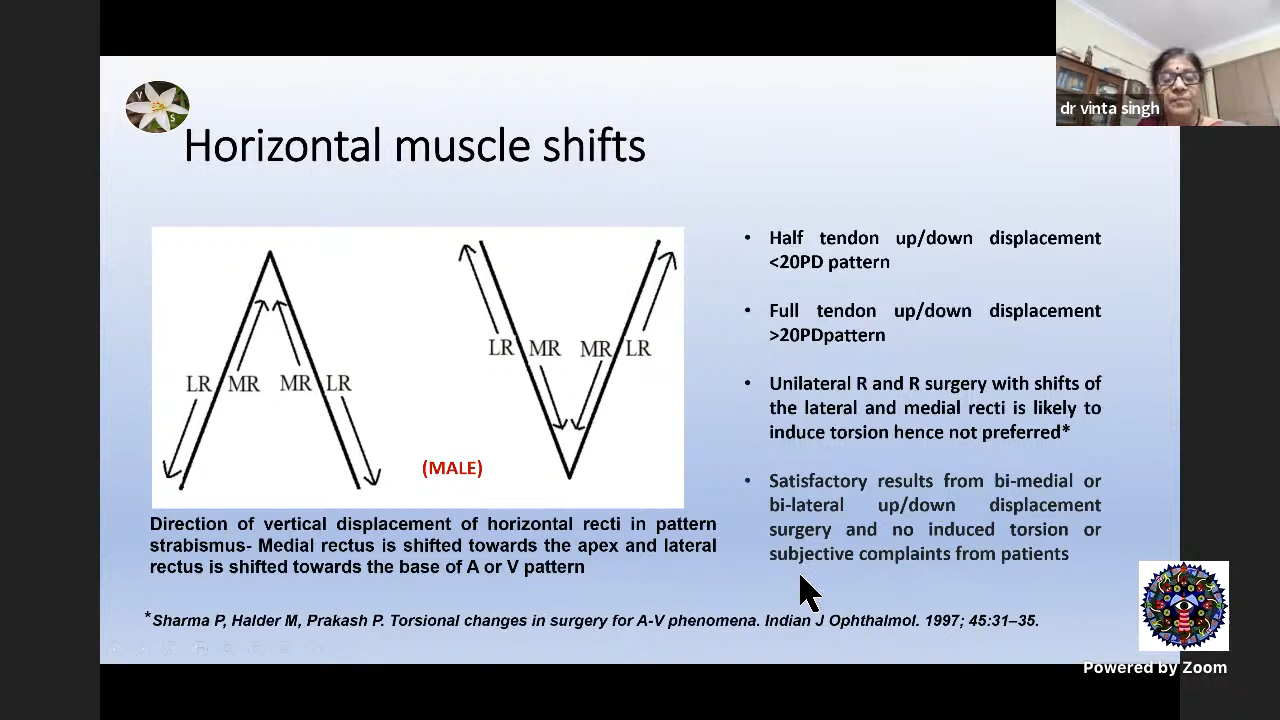 dr vinta singh
V
S
Horizontal muscle shifts
LR MR MR LR
LR MR MR LR
(MALE)
Direction of vertical displacement of horizontal recti in pattern
strabismus- Medial rectus is shifted towards the apex and lateral
rectus is shifted towards the base of A or V pattern
• Half tendon up/down displacement
<20PD pattern
• Full tendon up/down displacement
>20PDpattern
• Unilateral R and R surgery with shifts of
the lateral and medial recti is likely to
induce torsion hence not preferred*
• Satisfactory results from bi-medial or
bi-lateral up/down displacement
surgery and no induced torsion or
subjective complaints from patients
*Sharma P, Halder M, Prakash P. Torsional changes in surgery for A-V phenomena. Indian J Ophthalmol. 1997; 45:31–35.
Powered by Zoom